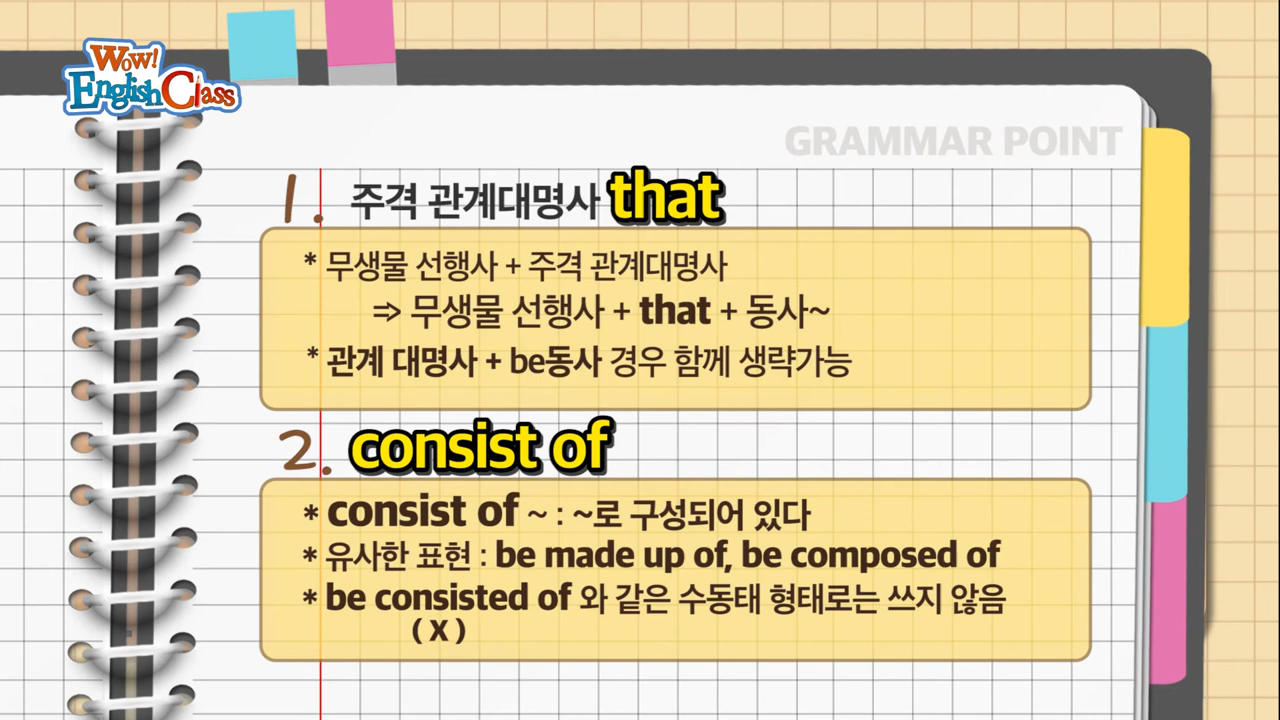 Wow!
English Class
GRAMMAR POINT
1. 주격 관계대명사 that
* 무생물 선행사 + 주격 관계대명사
⇒ 무생물 선행사 + that + 동사~
* 관계 대명사 + be동사 경우 함께 생략가능
2. consist of
* consist of ~ : ~로 구성되어 있다
* 유사한 표현 : be made up of, be composed of
* be consisted of 와 같은 수동태 형태로는 쓰지 않음
( X )